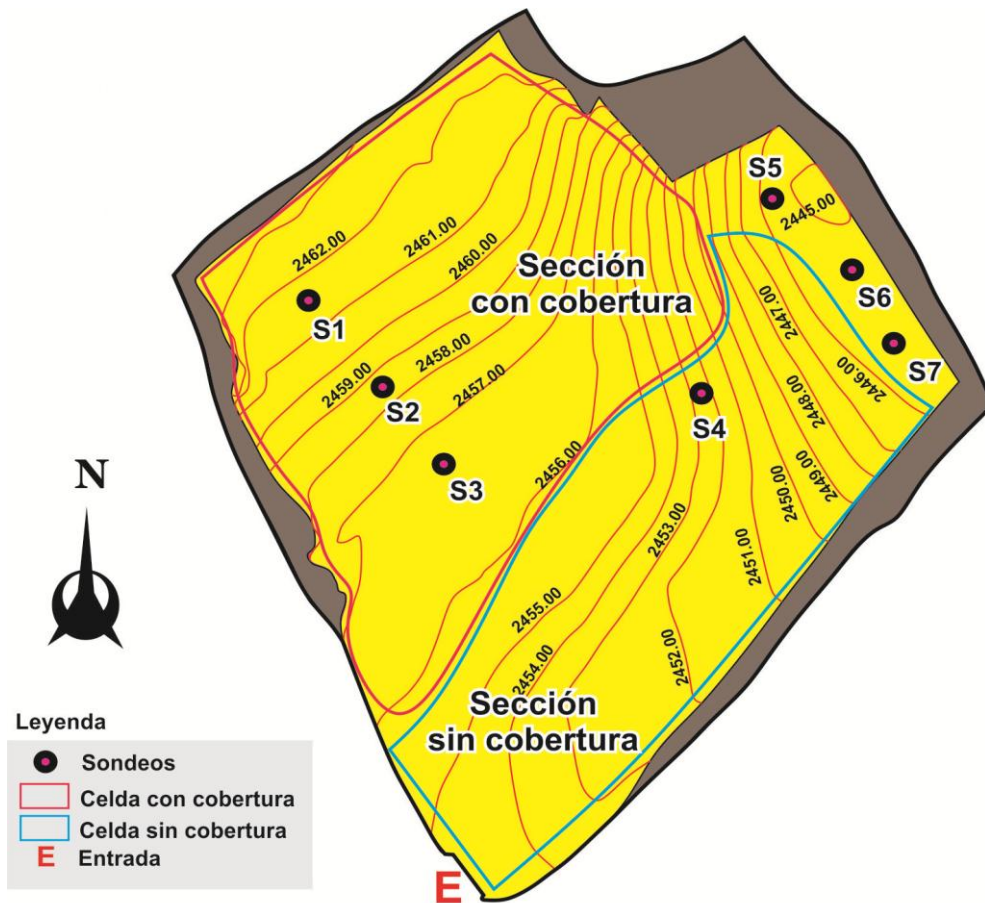 S5
2445.00
2462.00
2461.00
2460.00
Sección
con cobertura
S6
S1
2447.00
S7
2459.00
2458.00
2457.00
2446.00
S2
2448.00
S4
2456.00
S3
2449.00
2450.00
N
2453.00
2451.00
2455.00
2452.00
2454.00
Sección
sin cobertura
Leyenda
Sondeos
Celda con cobertura
Celda sin cobertura
E Entrada
E